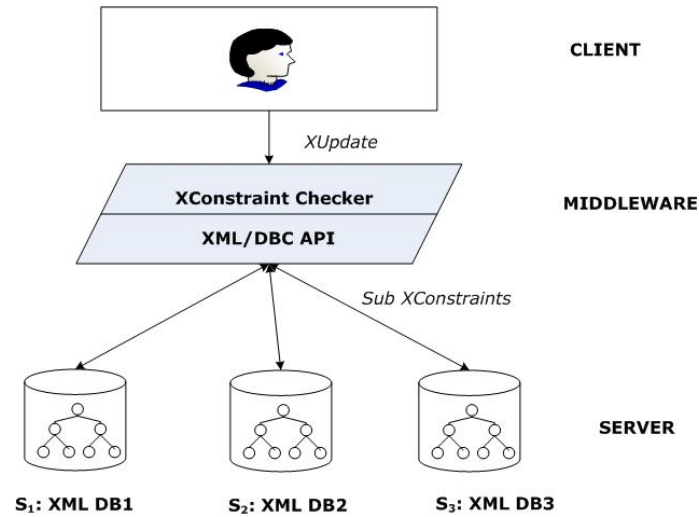 CLIENT
XUpdate
XConstraint Checker
MIDDLEWARE
XML/DBC API
Sub XConstraints
SERVER
S₁: XML DB1
S₂: XML DB2
S₃: XML DB3